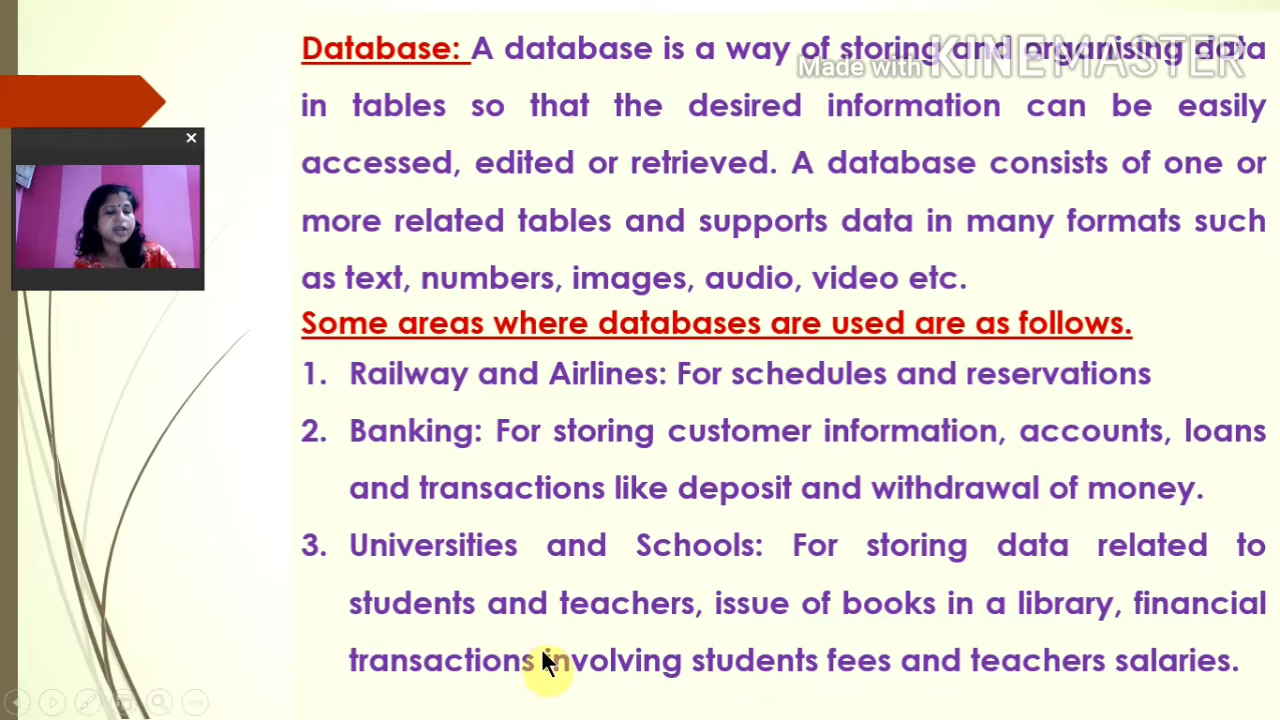 Database: A database is a way of storing and organising data
Made with KINEMASTER
in tables so that the desired information can be easily
accessed, edited or retrieved. A database consists of one or
more related tables and supports data in many formats such
as text, numbers, images, audio, video etc.
Some areas where databases are used are as follows.
1. Railway and Airlines: For schedules and reservations
2. Banking: For storing customer information, accounts, loans
and transactions like deposit and withdrawal of money.
3. Universities and Schools: For storing data related to
students and teachers, issue of books in a library, financial
transactions involving students fees and teachers salaries.